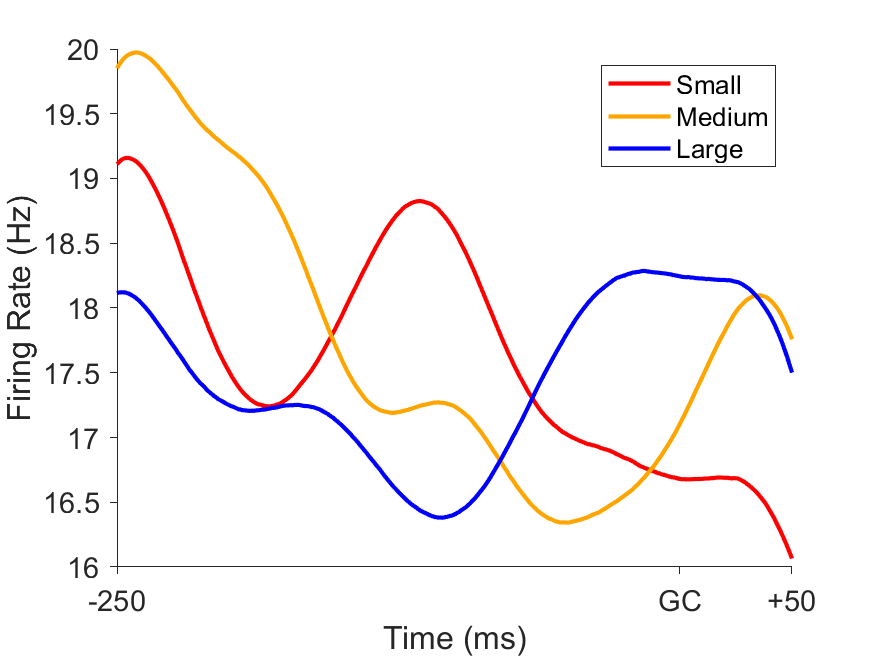 Firing Rate (Hz)
20
19.5
19
18.5
18
17.5
17
16.5
16
Small
Medium
Large
-250 GC +50
Time (ms)